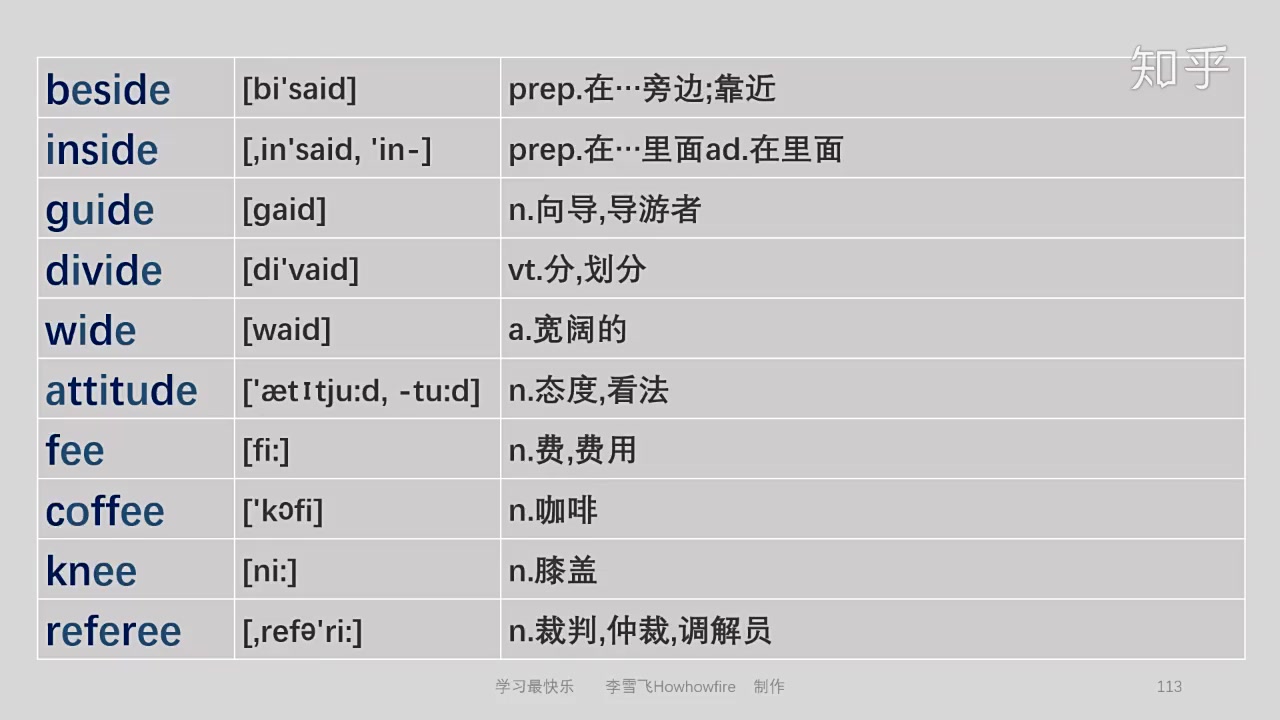 知乎
beside [bi'said] prep.在…旁边;靠近
inside [,in'said, 'in-] prep.在…里面ad.在里面
guide [gaid] n.向导,导游者
divide [di'vaid] vt.分,划分
wide [waid] a.宽阔的
attitude ['ætɪtju:d, -tu:d] n.态度,看法
fee [fi:] n.费,费用
coffee ['kɔfi] n.咖啡
knee [ni:] n.膝盖
referee [,refə'ri:] n.裁判,仲裁,调解员
学习最快乐 李雪飞Howhowfire 制作 113